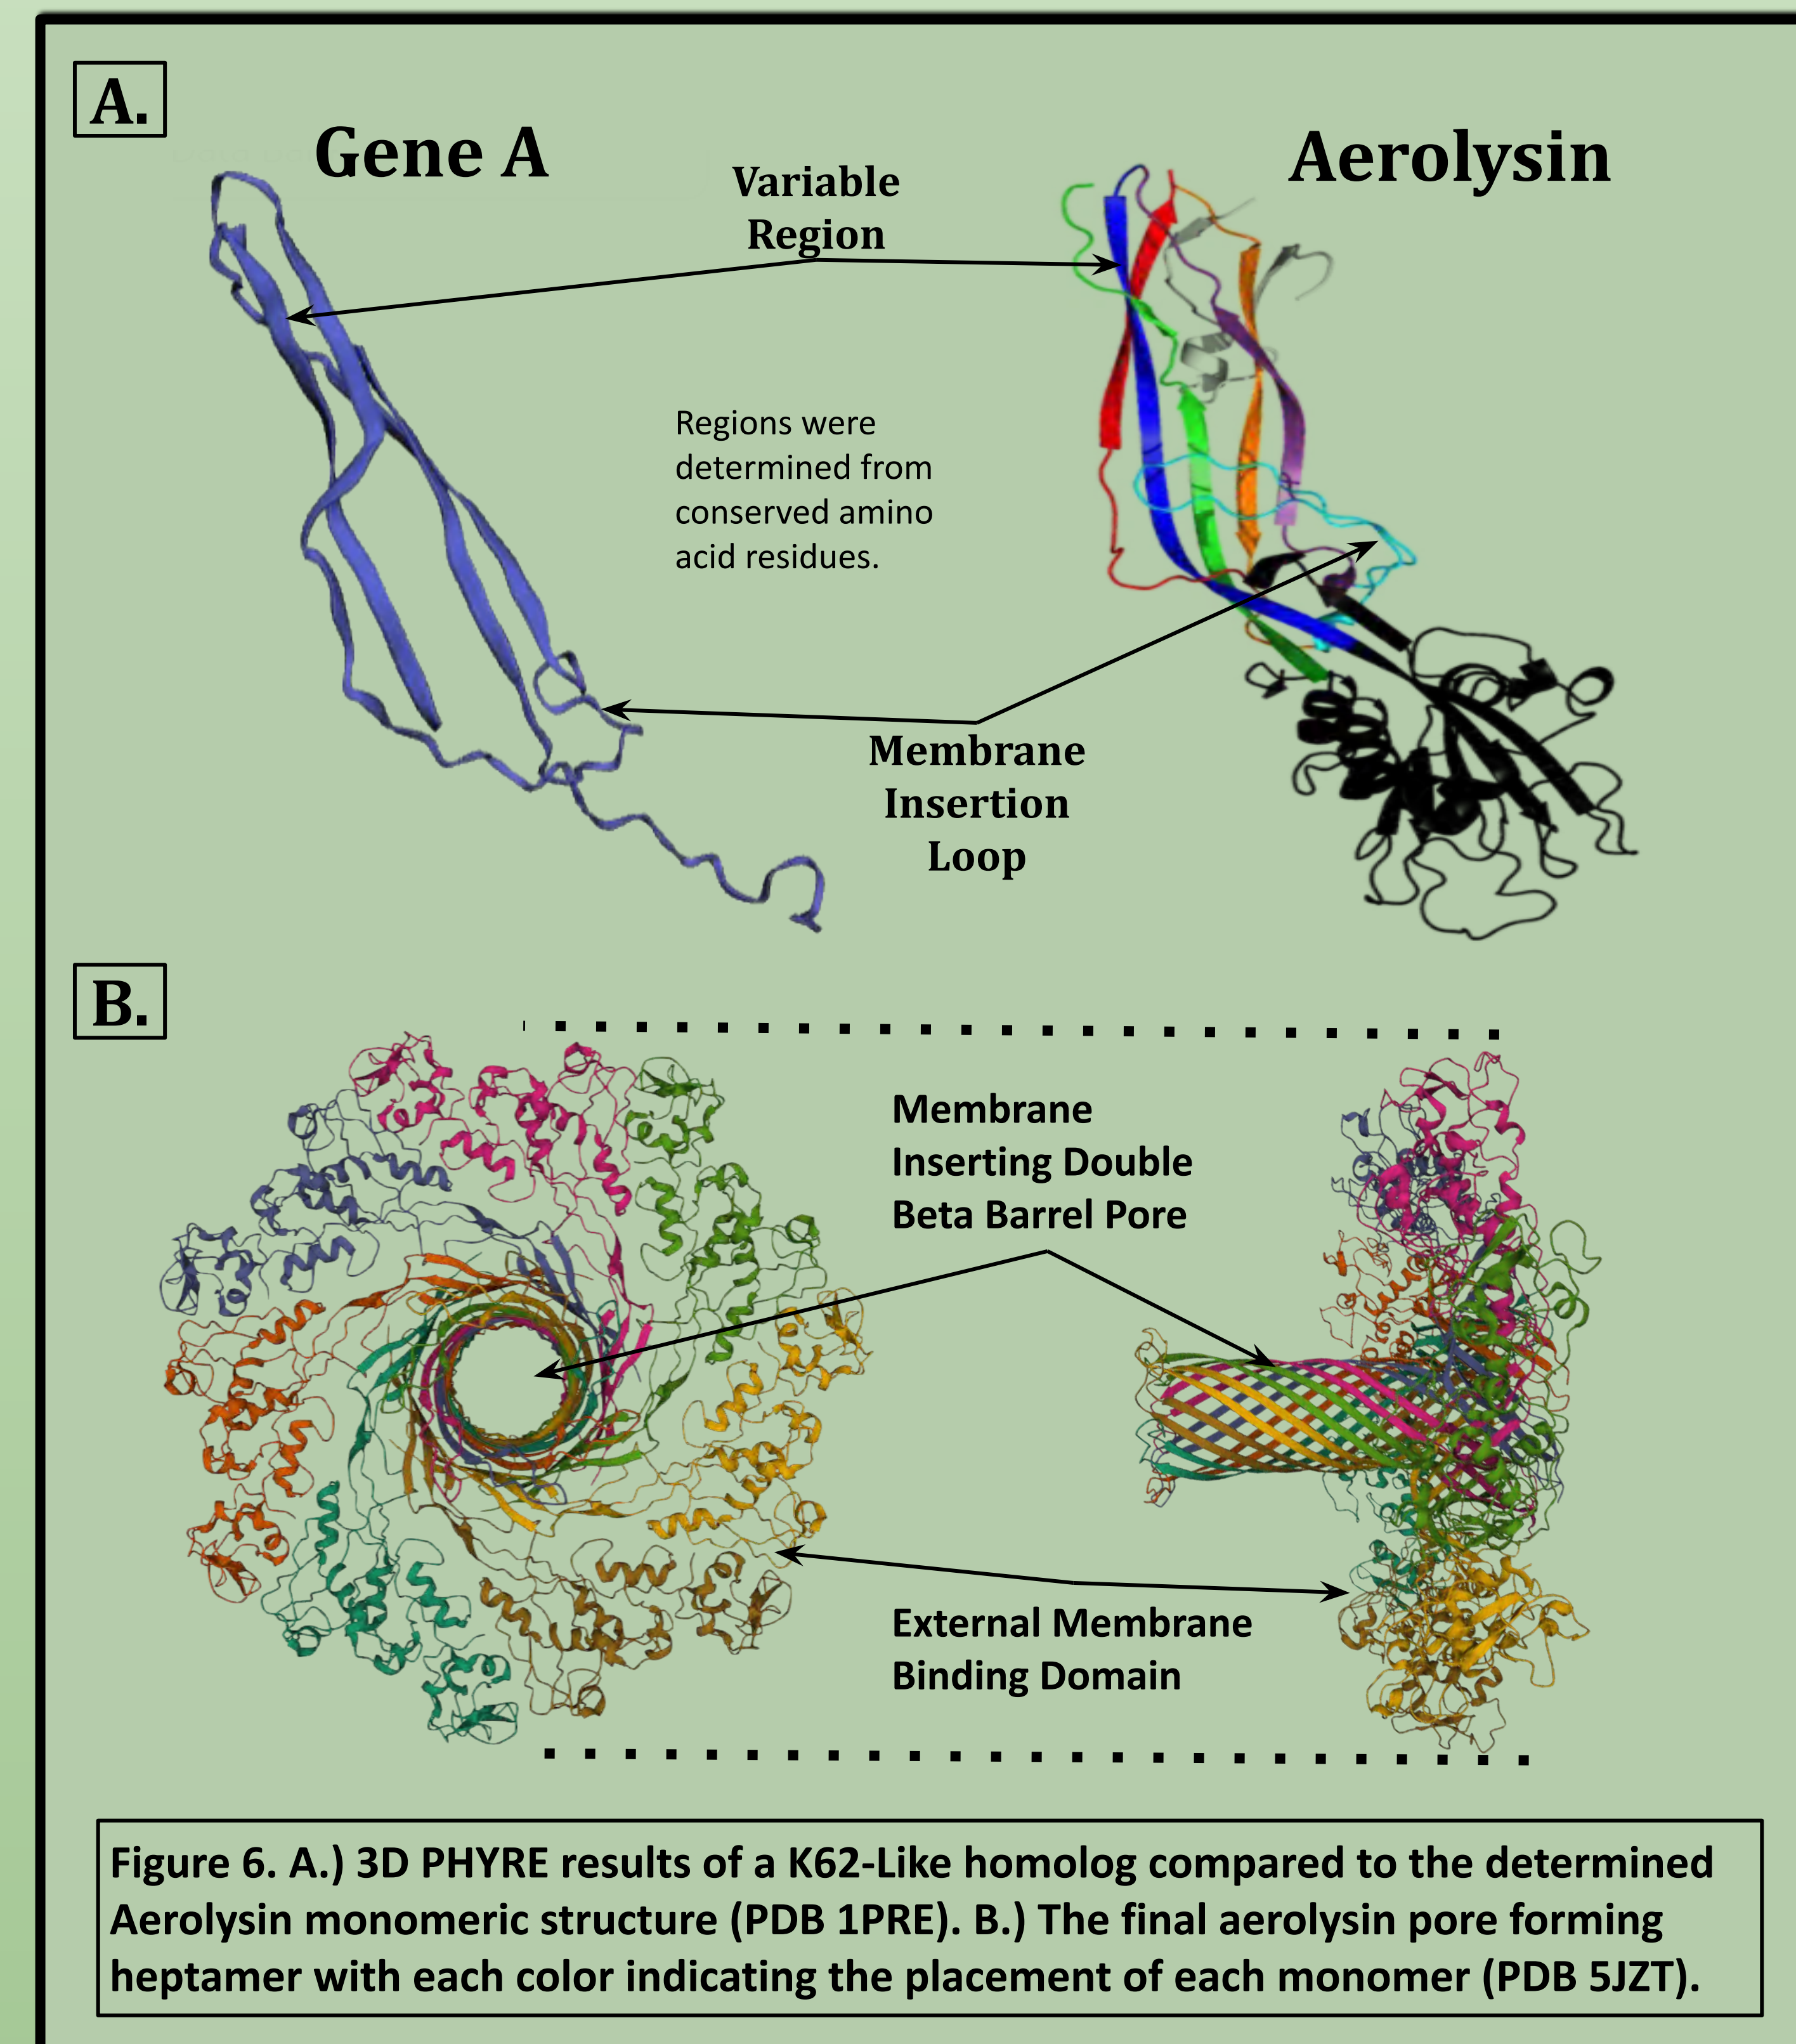 A.
Gene A
Aerolysin
Variable
Region
Regions were
determined from
conserved amino
acid residues.
Membrane
Insertion
Loop
B.
Membrane
Inserting Double
Beta Barrel Pore
External Membrane
Binding Domain
Figure 6. A.) 3D PHYRE results of a K62-Like homolog compared to the determined
Aerolysin monomeric structure (PDB 1PRE). B.) The final aerolysin pore forming
heptamer with each color indicating the placement of each monomer (PDB 5JZT).